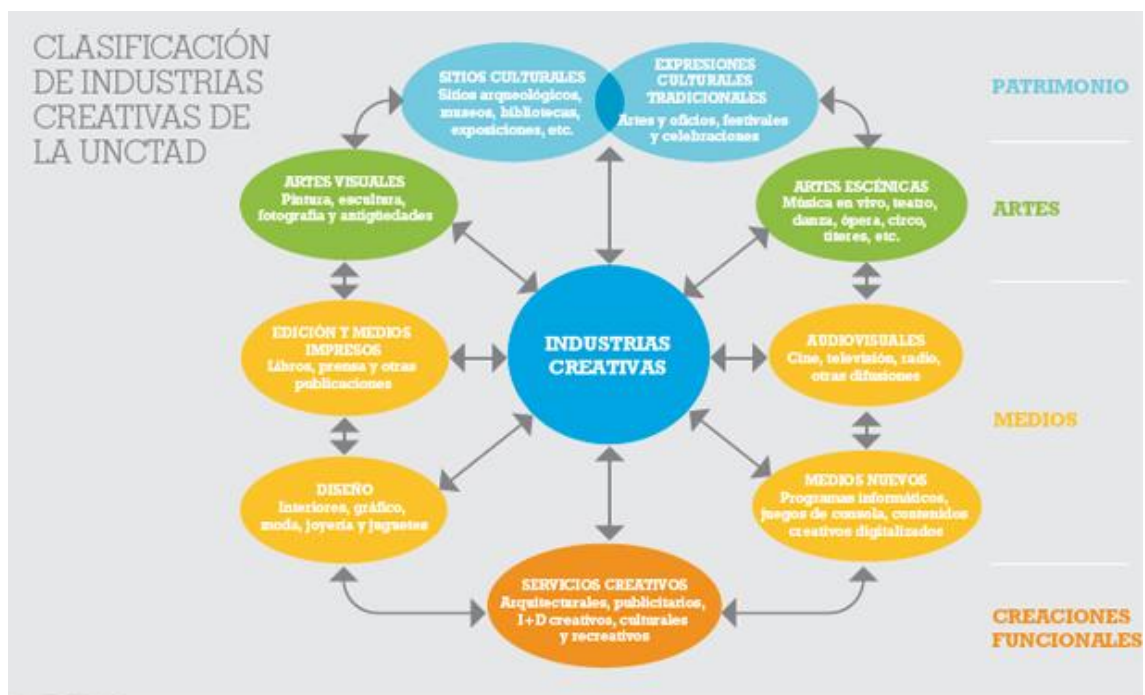 CLASIFICACIÓN
DE INDUSTRIAS
CREATIVAS DE
LA UNCTAD
SITIOS CULTURALES
Sitios arqueológicos,
museos, bibliotecas,
exposiciones, etc.
EXPRESIONES
CULTURALES
TRADICIONALES
Artes y oficios, festivales
y celebraciones
PATRIMONIO
ARTES VISUALES
Pintura, escultura,
fotografía y antigüedades
ARTES ESCÉNICAS
Música en vivo, teatro,
danza, ópera, circo,
títeres, etc.
ARTES
EDICIÓN Y MEDIOS
IMPRESOS
Libros, prensa y otras
publicaciones
INDUSTRIAS
CREATIVAS
AUDIOVISUALES
Cine, televisión, radio,
otras difusiones
MEDIOS
DISEÑO
Interiores, gráfico,
moda, joyería y juguetes
MEDIOS NUEVOS
Programas informáticos,
juegos de consola, contenidos
creativos digitalizados
SERVICIOS CREATIVOS
Arquitecturales, publicitarios,
I+D creativos, culturales
y recreativos
CREACIONES
FUNCIONALES